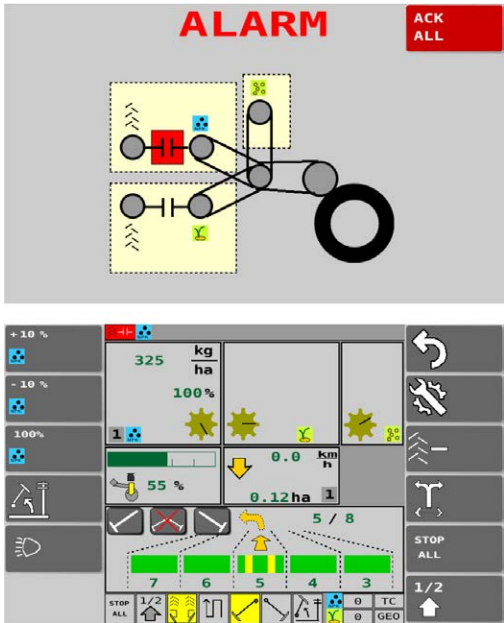 ALARM
ACK
ALL
+10 %
-10 %
100%
325 kg
ha
100%
1
0.0 km
h
55 %
0.12ha 1
5 / 8
7 6 5 4 3
STOP
ALL
1/2
STOP
ALL
1/2
0 TC
0 GEO